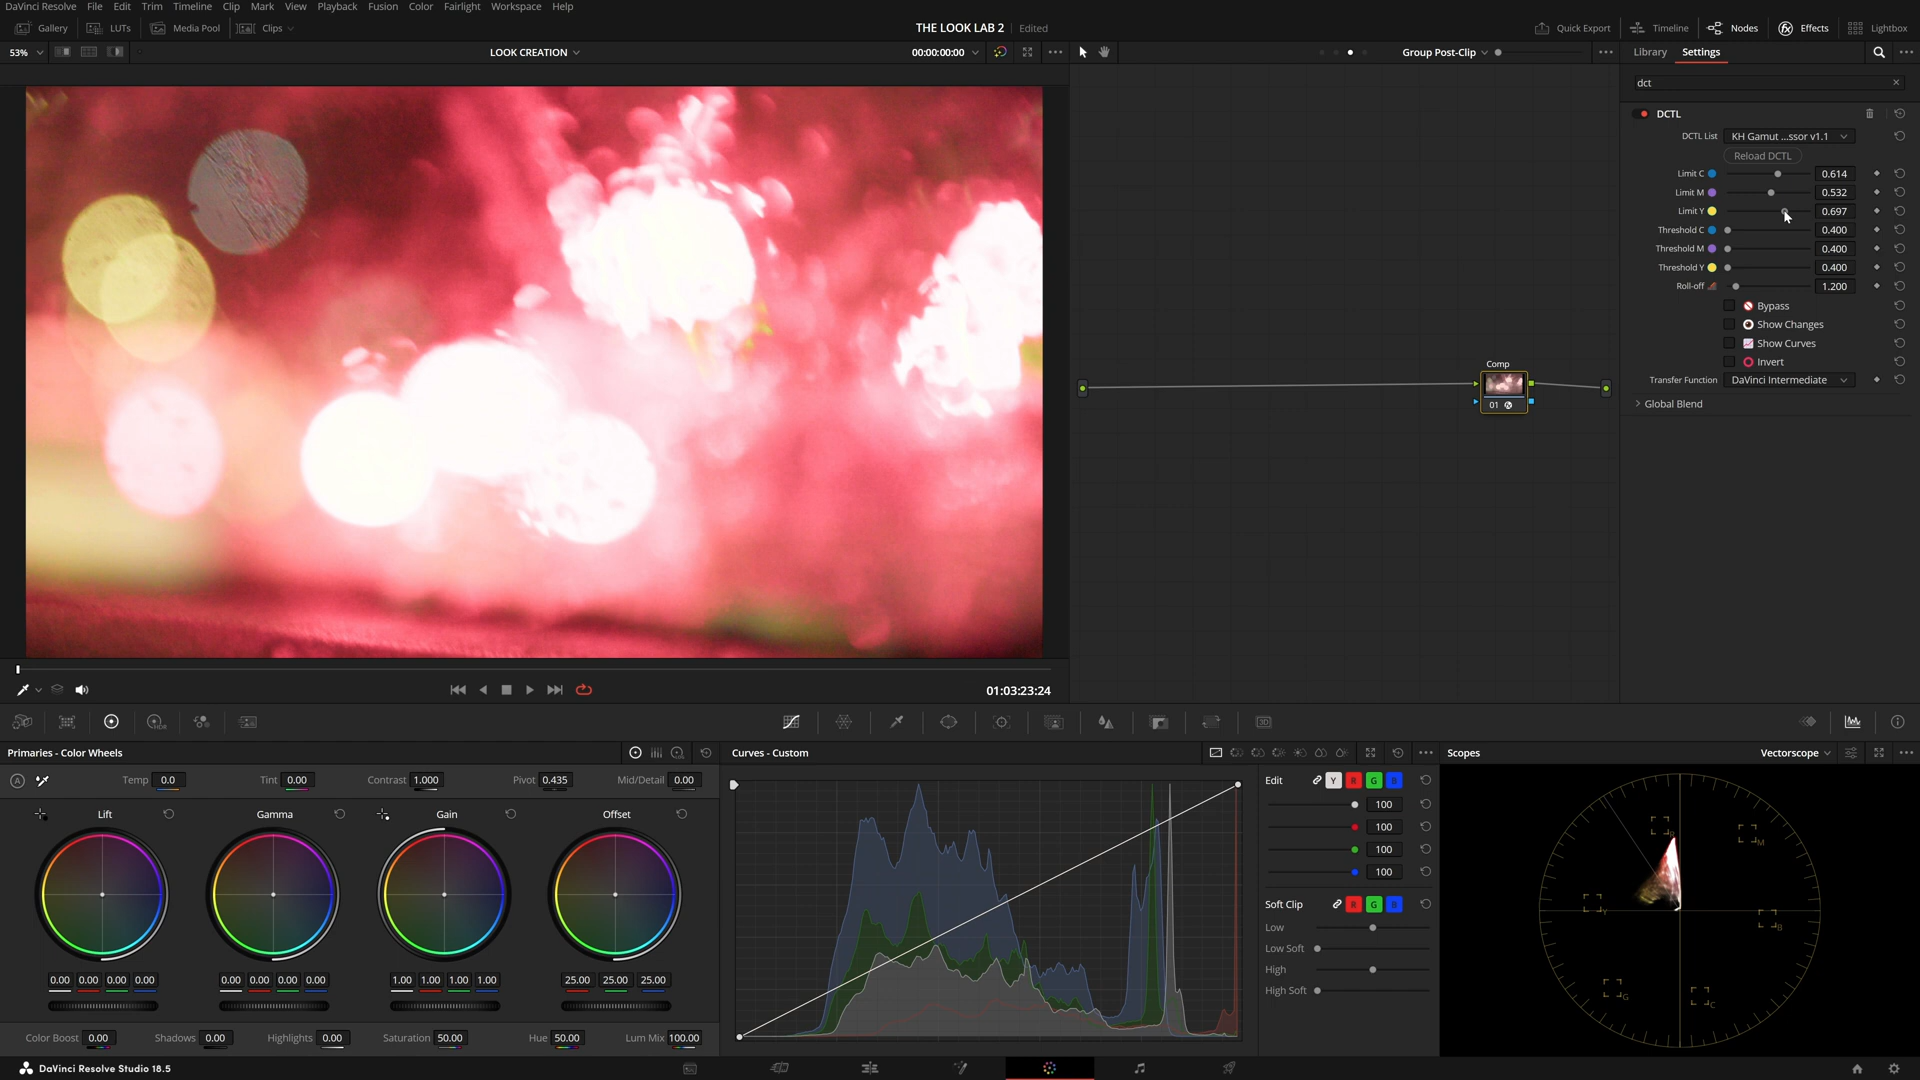 DaVinci Resolve File Edit Trim Timeline Clip Mark View Playback Fusion Color Fairlight Workspace Help
Gallery LUTs Media Pool Clips THE LOOK LAB 2 Edited Quick Export Timeline Nodes Effects Lightbox
53% LOOK CREATION 00:00:00:00 Group Post-Clip Library Settings
dct
DCTL
DCTL List KH Gamut ...ssor v1.1
Reload DCTL
Limit C 0.614
Limit M 0.532
Limit Y 0.697
Threshold C 0.400
Threshold M 0.400
Threshold Y 0.400
Roll-off 1.200
Bypass
Show Changes
Show Curves
Invert
Transfer Function DaVinci Intermediate
Global Blend
Comp
01
01:03:23:24
Primaries - Color Wheels Curves - Custom Scopes Vectorscope
Temp 0.0 Tint 0.00 Contrast 1.000 Pivot 0.435 Mid/Detail 0.00
Lift Gamma Gain Offset
0.00 0.00 0.00 0.00 0.00 0.00 0.00 0.00 1.00 1.00 1.00 1.00 25.00 25.00 25.00
Color Boost 0.00 Shadows 0.00 Highlights 0.00 Saturation 50.00 Hue 50.00 Lum Mix 100.00
Edit Y R G B
100
100
100
100
Soft Clip R G B
Low
Low Soft
High
High Soft
R
M
Y
B
G
C
DaVinci Resolve Studio 18.5